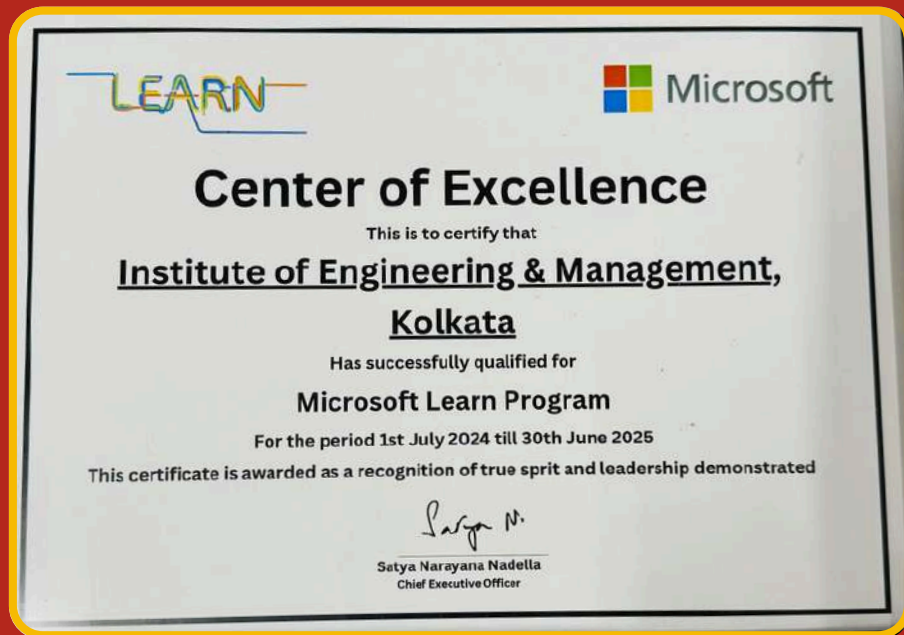 LEARN
Microsoft
Center of Excellence
This is to certify that
Institute of Engineering & Management,
Kolkata
Has successfully qualified for
Microsoft Learn Program
For the period 1st July 2024 till 30th June 2025
This certificate is awarded as a recognition of true sprit and leadership demonstrated
Satya N.
Satya Narayana Nadella
Chief Executive Officer